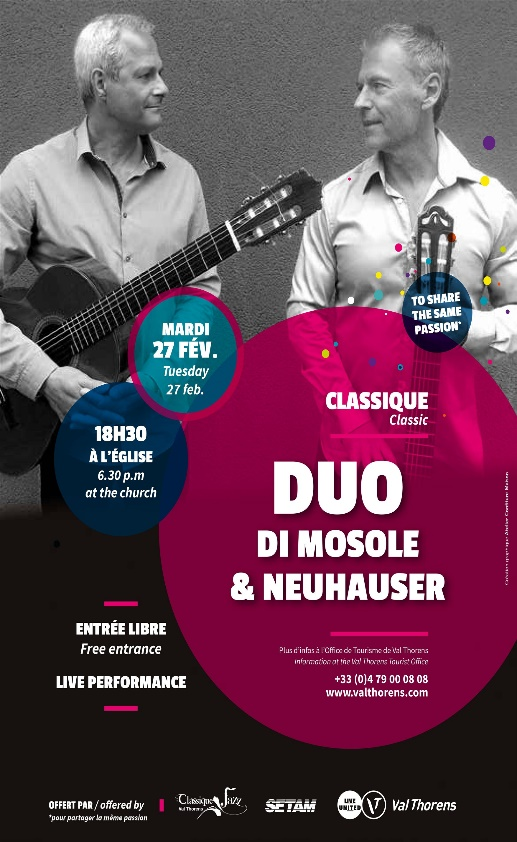 TO SHARE
THE SAME
PASSION*
MARDI
27 FÉV.
Tuesday
27 feb.
18H30
À L'ÉGLISE
6.30 p.m
at the church
CLASSIQUE
Classic
DUO
DI MOSOLE
& NEUHAUSER
ENTRÉE LIBRE
Free entrance
LIVE PERFORMANCE
Plus d'infos à l'Office de Tourisme de Val Thorens
Information at the Val Thorens Tourist Office
+33 (0)4 79 00 08 08
www.valthorens.com
OFFERT PAR / offered by
*pour partager la même passion
Classique Jazz
Val Thorens
SETAM
LIVE
UNITED
VT
Val Thorens